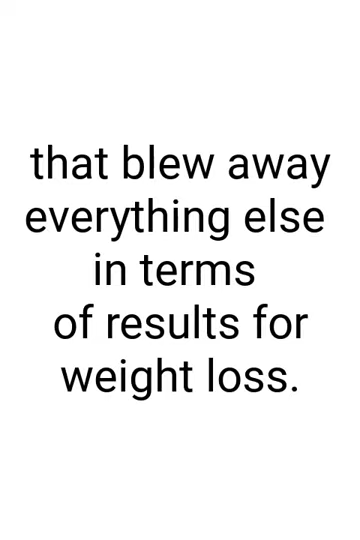 that blew away
everything else
in terms
of results for
weight loss.